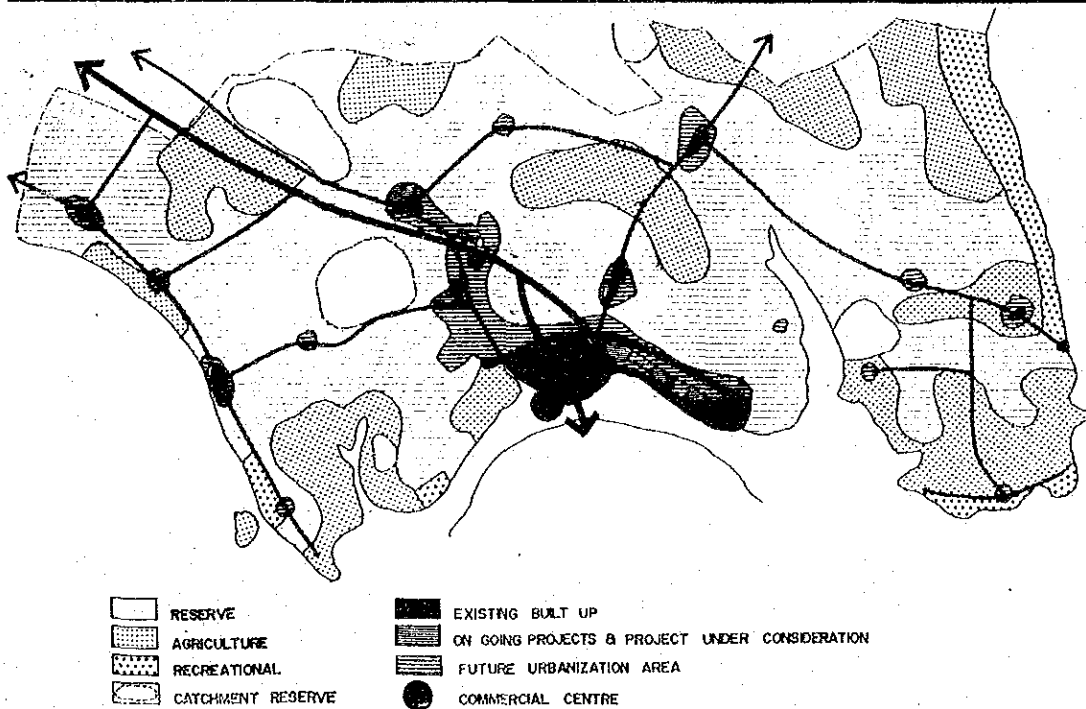 RESERVE
AGRICULTURE
RECREATIONAL
CATCHMENT RESERVE
EXISTING BUILT UP
ON GOING PROJECTS & PROJECT UNDER CONSIDERATION
FUTURE URBANIZATION AREA
COMMERCIAL CENTRE